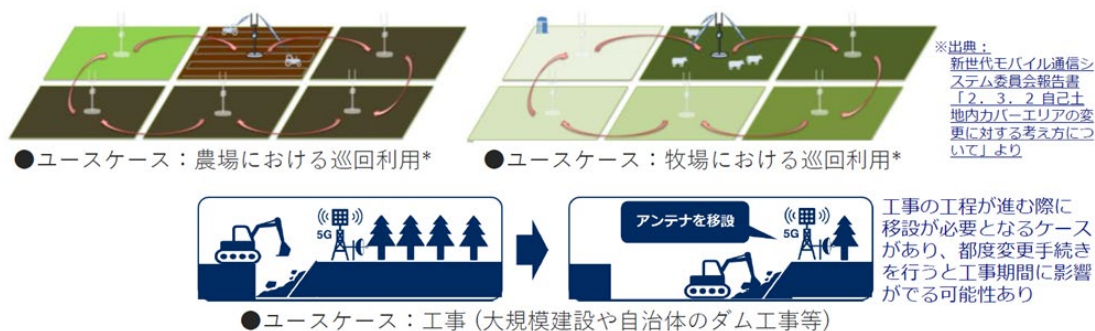 ※出典：
新世代モバイル通信シ
ステム委員会報告書
「２．３．２ 自己土
地内カバーエリアの変
更に対する考え方につ
いて」より
●ユースケース：農場における巡回利用*
●ユースケース：牧場における巡回利用*
5G
アンテナを移設
5G
工事の工程が進む際に
移設が必要となるケース
があり、都度変更手続き
を行うと工事期間に影響
がでる可能性あり
●ユースケース：工事 (大規模建設や自治体のダム工事等)